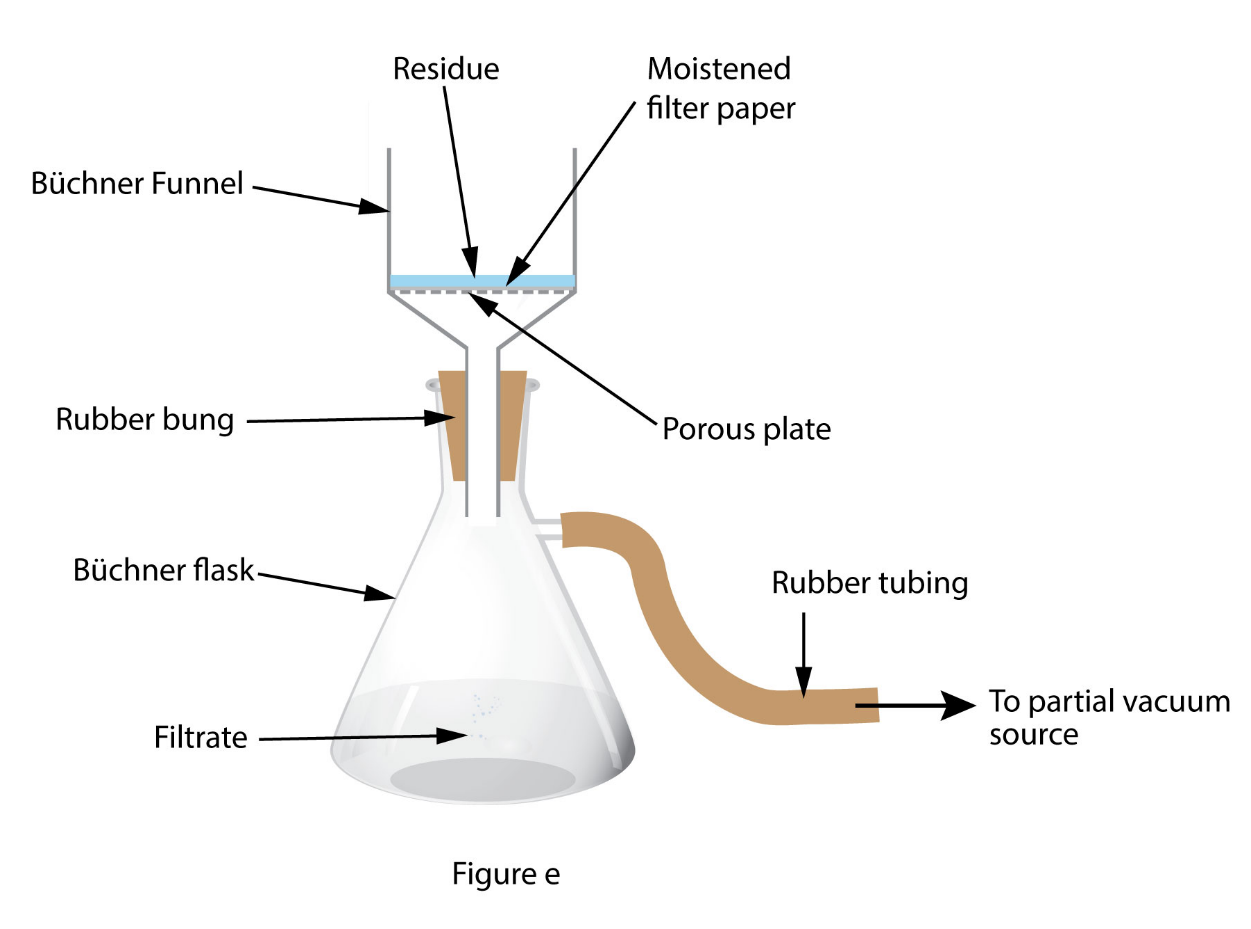 Residue
Moistened
filter paper
Büchner Funnel
Rubber bung
Porous plate
Büchner flask
Rubber tubing
To partial vacuum
source
Filtrate
Figure e